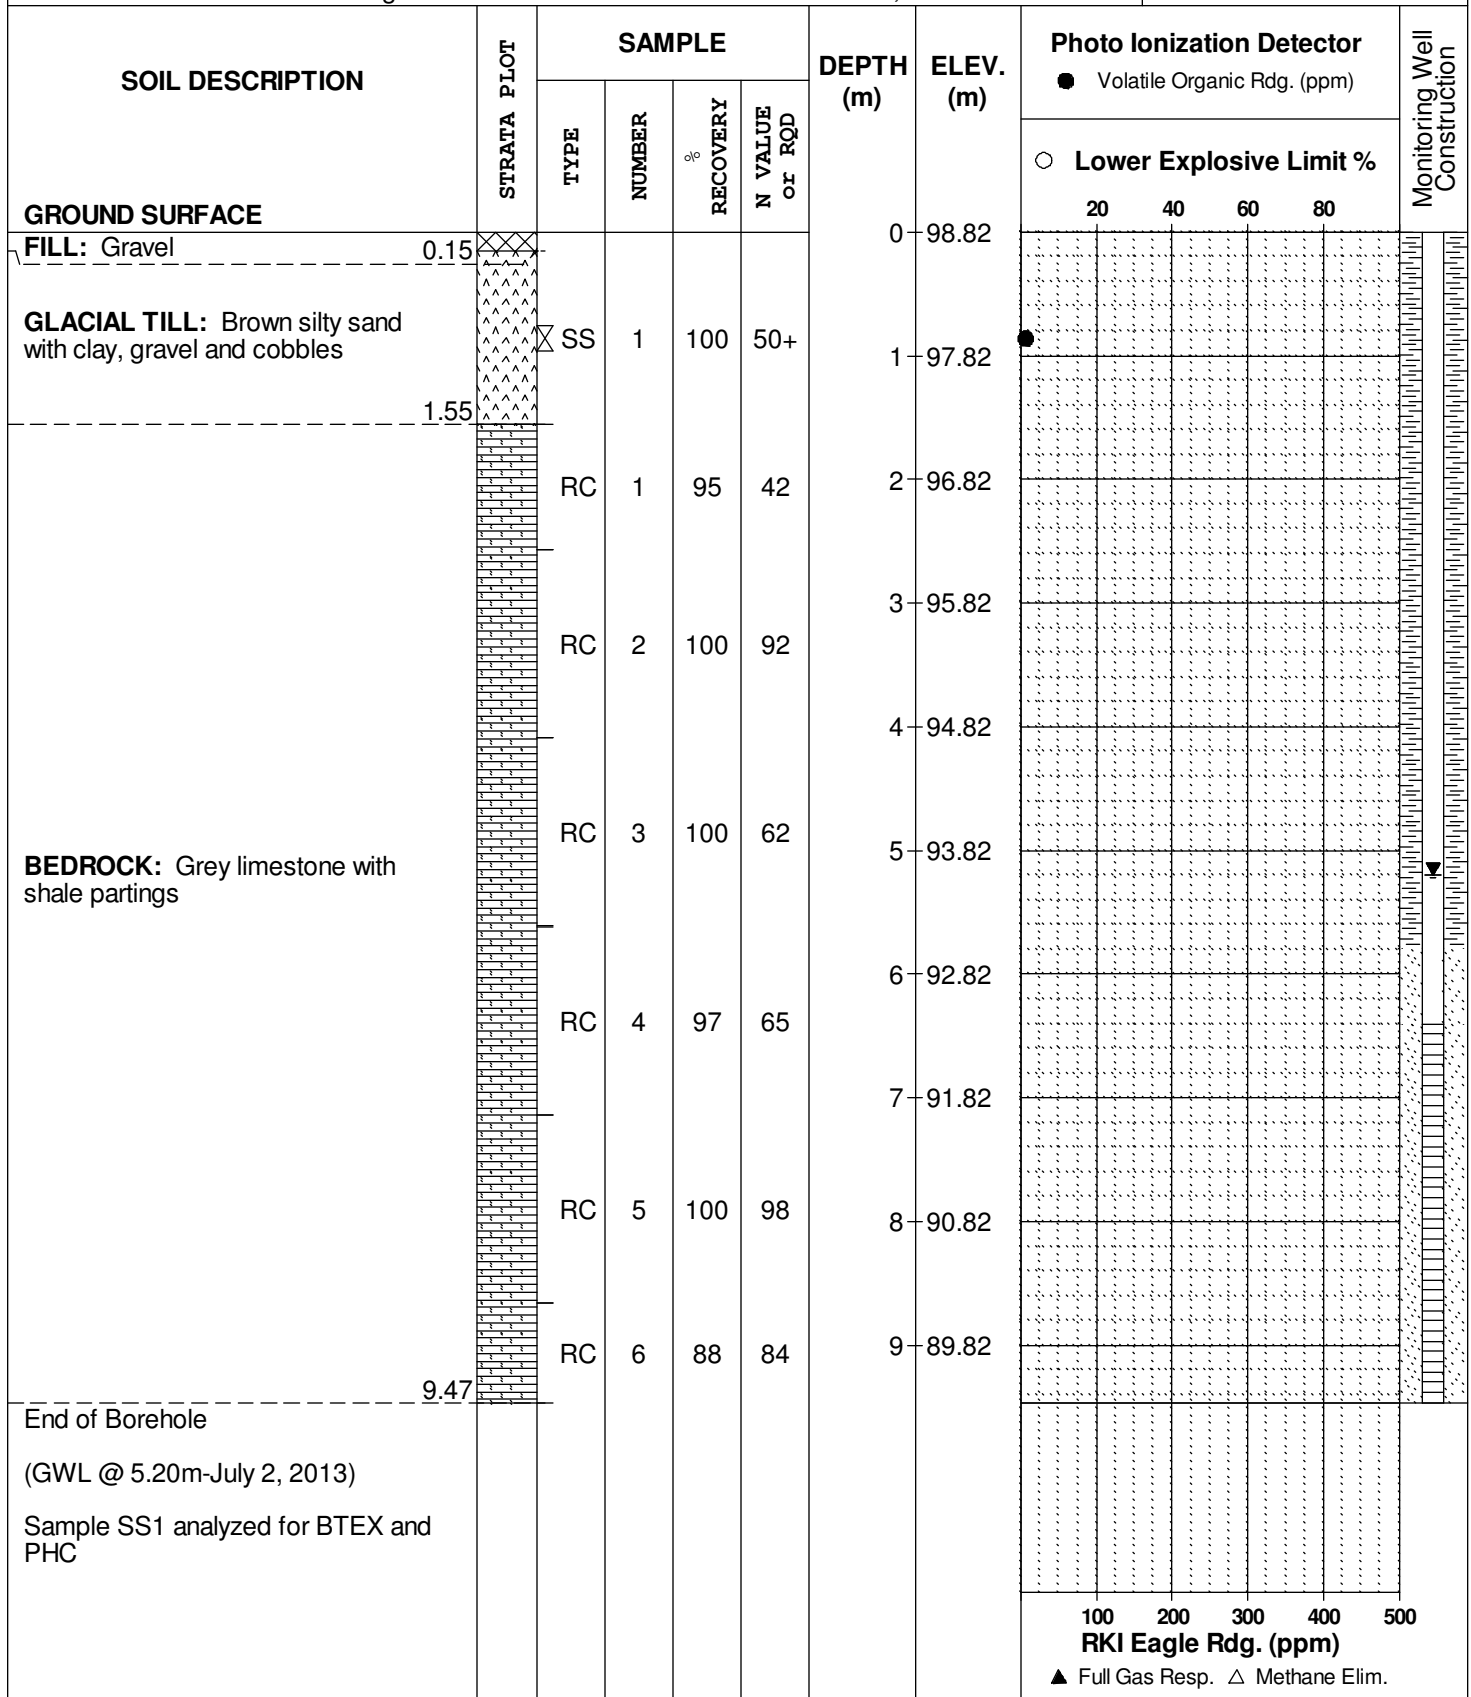 SOIL DESCRIPTION
STRATA PLOT
SAMPLE
TYPE
NUMBER
% RECOVERY
N VALUE or RQD
DEPTH (m)
ELEV. (m)
Photo Ionization Detector
● Volatile Organic Rdg. (ppm)
○ Lower Explosive Limit %
20 40 60 80
Monitoring Well Construction
GROUND SURFACE
0 98.82
FILL: Gravel 0.15
GLACIAL TILL: Brown silty sand
with clay, gravel and cobbles
SS 1 100 50+
1 97.82
1.55
RC 1 95 42
2 96.82
3 95.82
RC 2 100 92
4 94.82
RC 3 100 62
5 93.82
BEDROCK: Grey limestone with
shale partings
6 92.82
RC 4 97 65
7 91.82
RC 5 100 98
8 90.82
9 89.82
RC 6 88 84
9.47
End of Borehole
(GWL @ 5.20m-July 2, 2013)
Sample SS1 analyzed for BTEX and
PHC
100 200 300 400 500
RKI Eagle Rdg. (ppm)
▲ Full Gas Resp. △ Methane Elim.